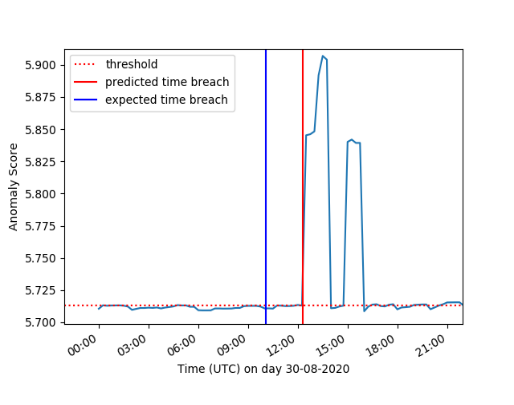 threshold
predicted time breach
expected time breach
5.900
5.875
5.850
5.825
5.800
5.775
5.750
5.725
5.700
Anomaly Score
00:00 03:00 06:00 09:00 12:00 15:00 18:00 21:00
Time (UTC) on day 30-08-2020